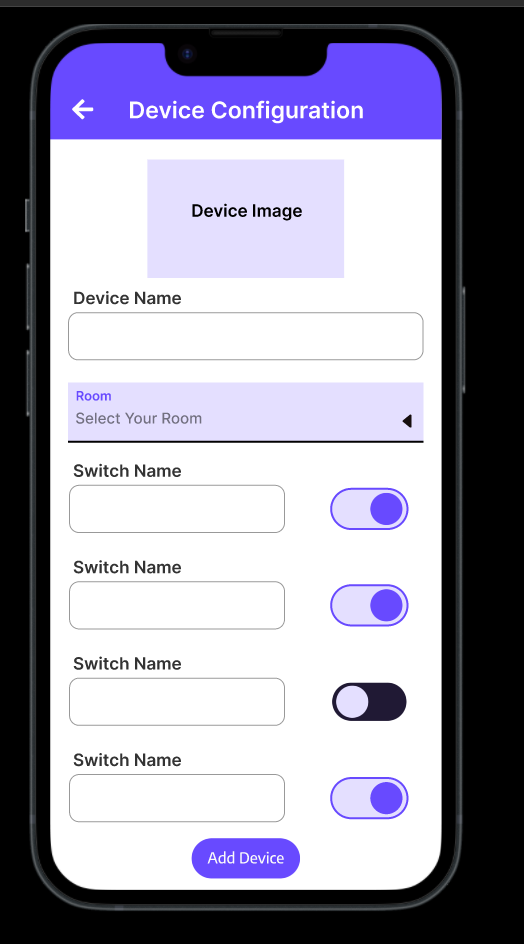 Device Configuration
Device Image
Device Name
Room
Select Your Room
Switch Name
Switch Name
Switch Name
Switch Name
Add Device